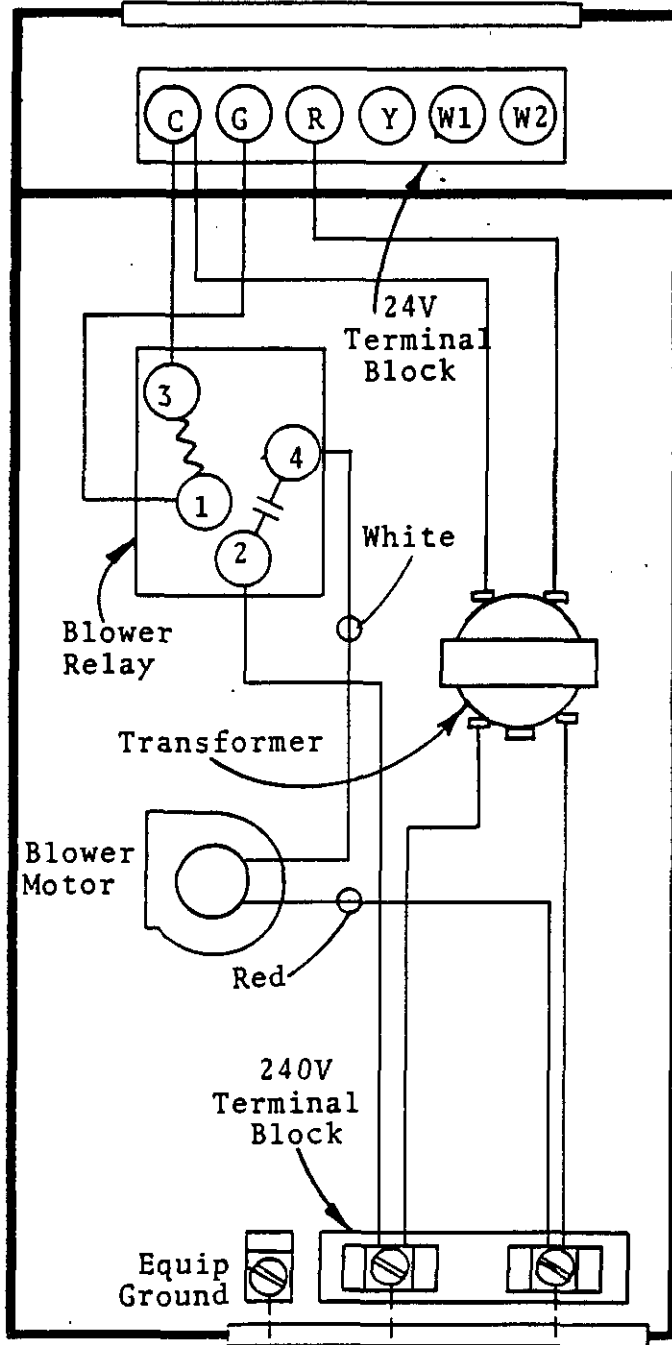 C G R Y W1 W2
24V
Terminal
Block
3
4
1
2
White
Blower
Relay
Transformer
Blower
Motor
Red
240V
Terminal
Block
Equip
Ground